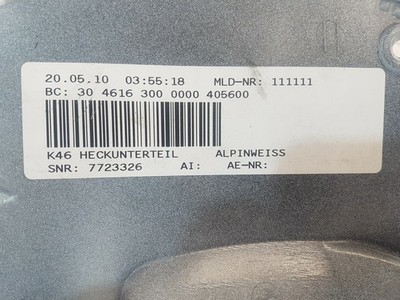 20.05.10 03:55:18 MLD-NR: 111111
BC: 30 4616 300 0000 405600
K46 HECKUNTERTEIL ALPINWEISS
SNR: 7723326 AI: AE-NR: